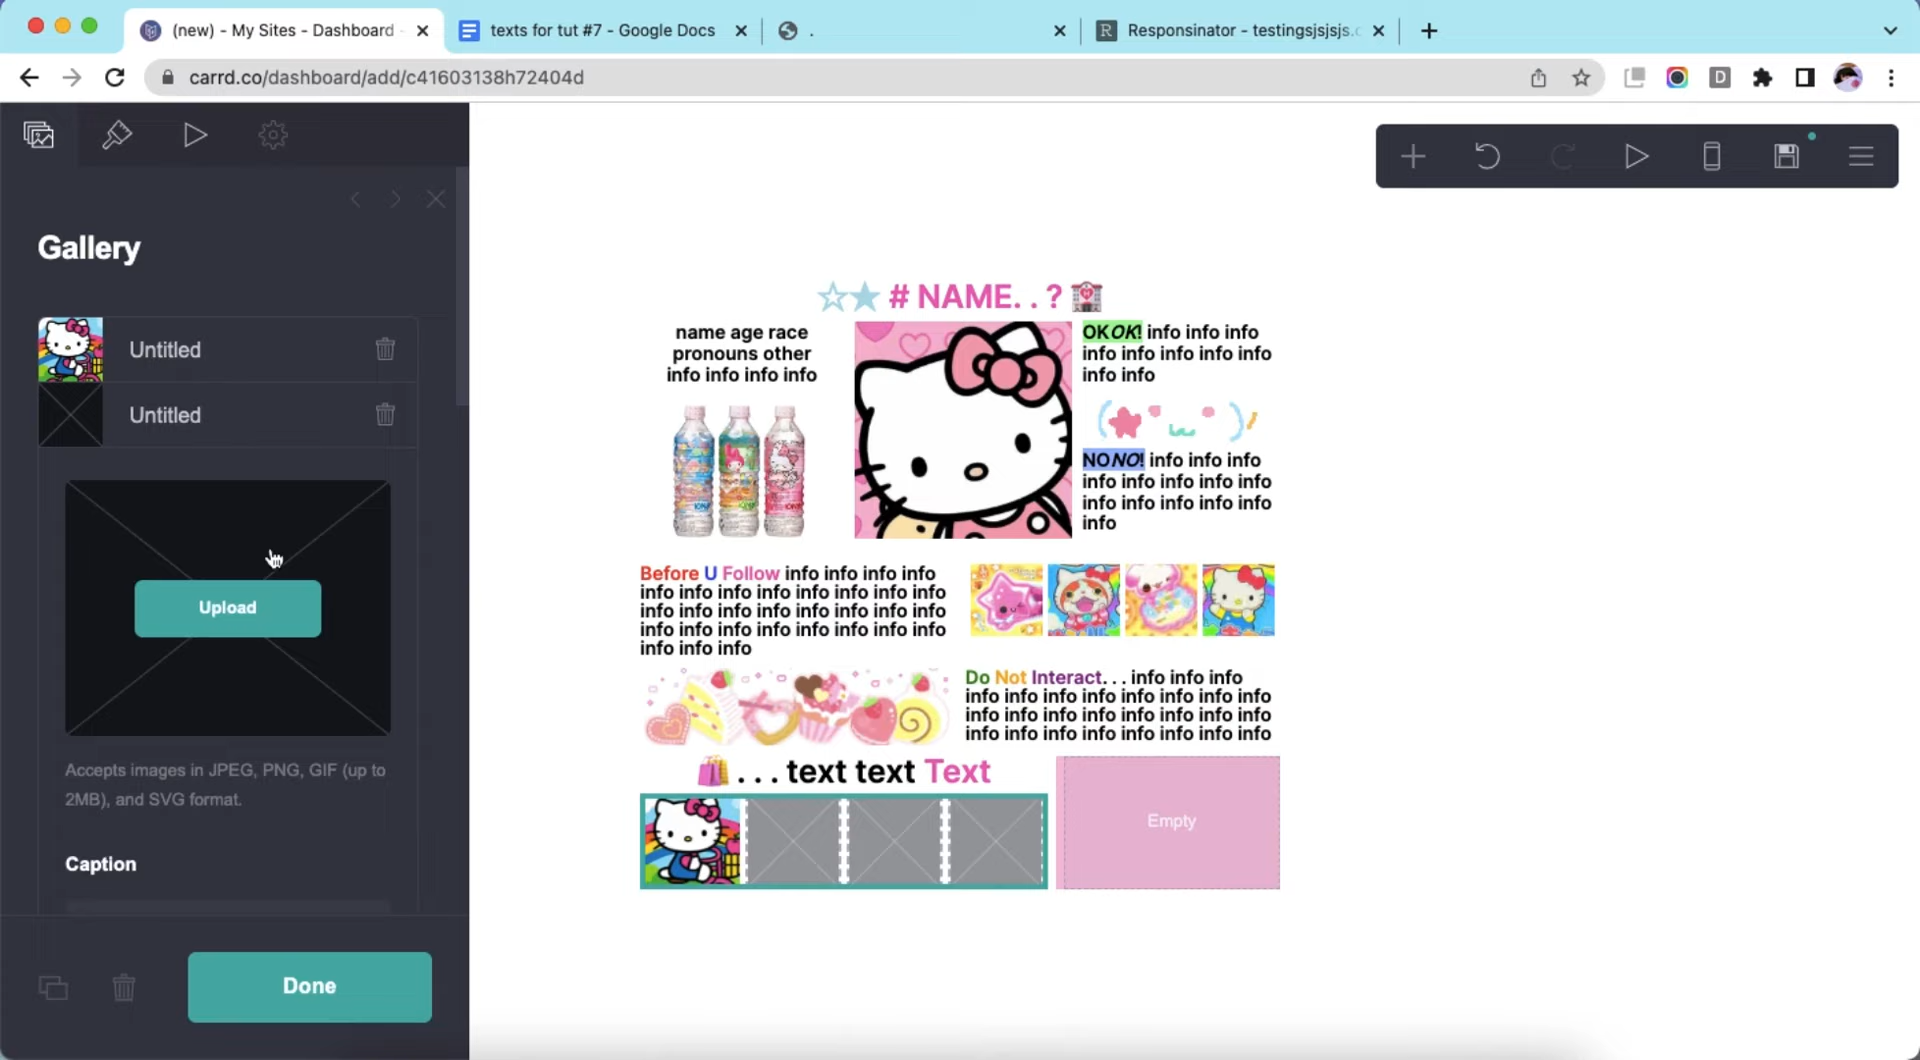 (new) - My Sites - Dashboard -
texts for tut #7 - Google Docs
.
Responsinator - testingsjsjsjs.c
carrd.co/dashboard/add/c41603138h72404d
D
Gallery
Untitled
Untitled
Upload
Accepts images in JPEG, PNG, GIF (up to
2MB), and SVG format.
Caption
Done
☆★ # NAME. . ? 🏩
name age race
pronouns other
info info info info
OKOK! info info info
info info info info info
info info
NONO! info info info
info info info info info
info info info info info
info
Before U Follow info info info info
info info info info info info info info
info info info info info info info info
info info info info info info info info
info info info
Do Not Interact. . . info info info
info info info info info info info info
info info info info info info info info
info info info info info info info info
🛍 . . . text text Text
Empty